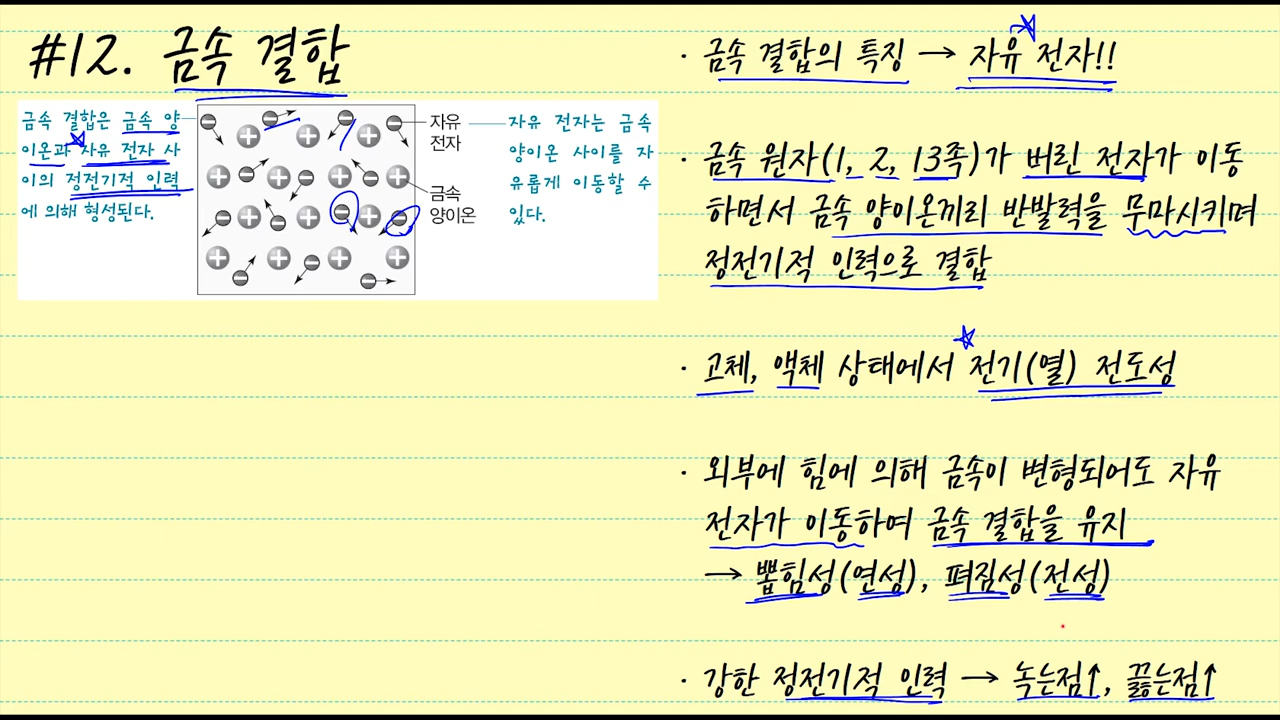 #12. 금속 결합
금속 결합은 금속 양
이온과 자유 전자 사
이의 정전기적 인력
에 의해 형성된다.
자유
전자
금속
양이온
자유 전자는 금속
양이온 사이를 자
유롭게 이동할 수
있다.
· 금속 결합의 특징 → 자유 전자!!
· 금속 원자(1, 2, 13족)가 버린 전자가 이동
하면서 금속 양이온끼리 반발력을 무마시키며
정전기적 인력으로 결합
· 고체, 액체 상태에서 전기(열) 전도성
· 외부에 힘에 의해 금속이 변형되어도 자유
전자가 이동하여 금속 결합을 유지
→ 뽑힘성(연성), 펴짐성(전성)
· 강한 정전기적 인력 → 녹는점↑, 끓는점↑